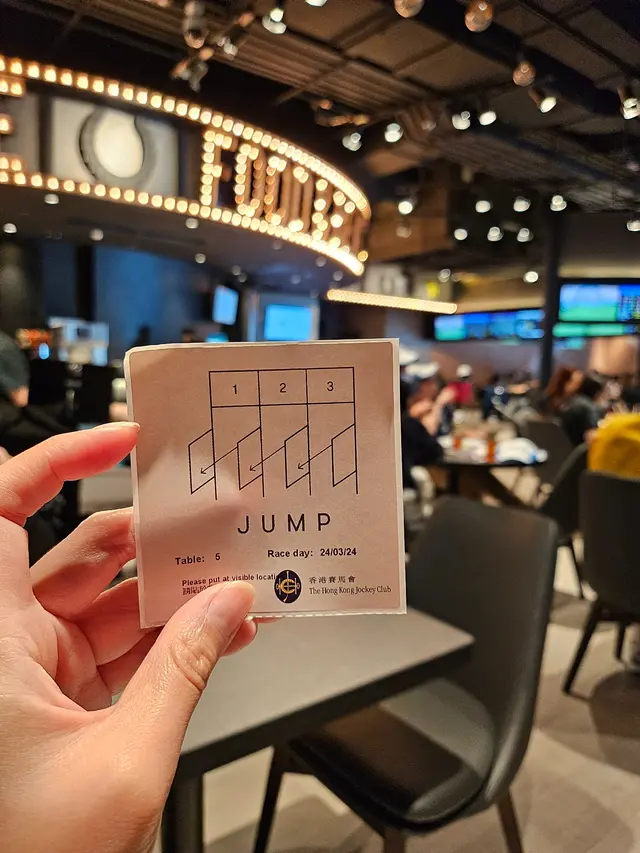 FOODIE
1 2 3
JUMP
Table: 5 Race day: 24/03/24
Please put at visible locati
香港賽馬會
The Hong Kong Jockey Club